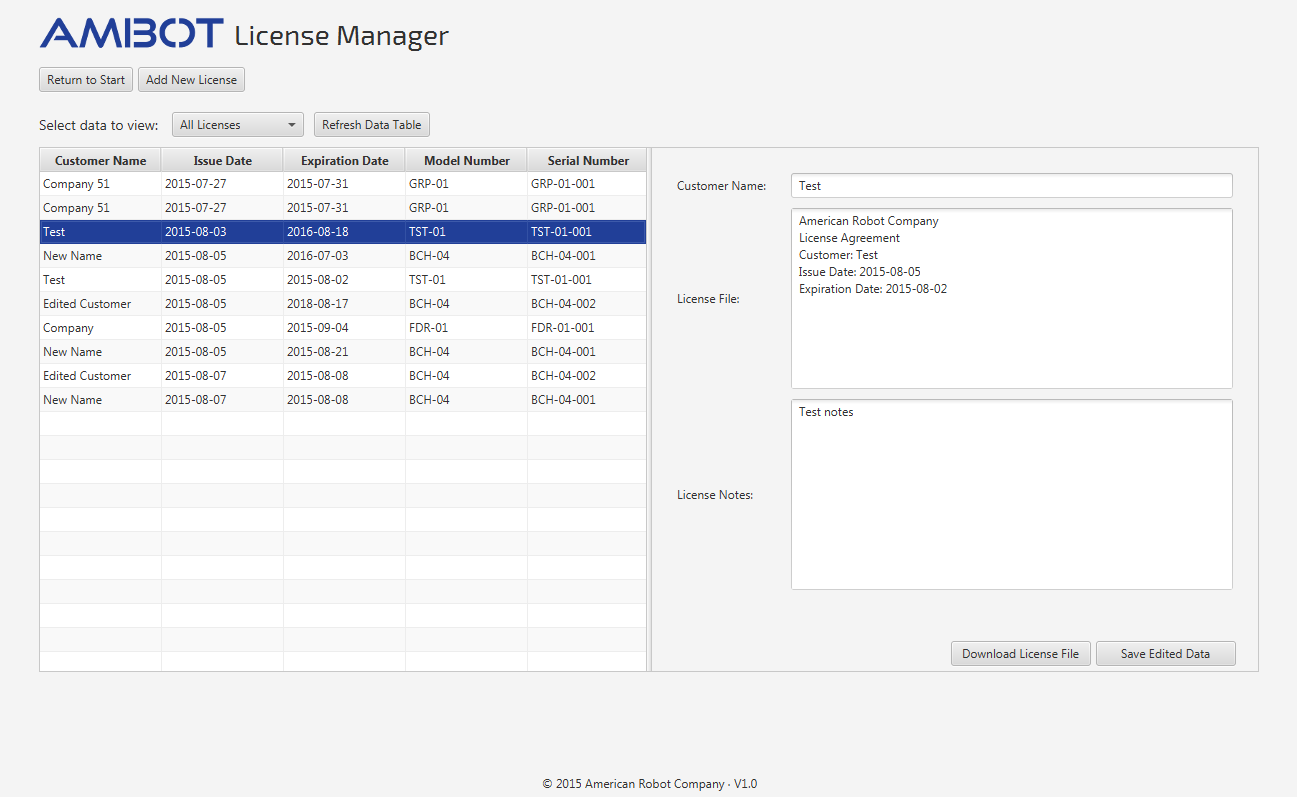 AMBOT License Manager
Return to Start Add New License
Select data to view: All Licenses Refresh Data Table
Customer Name Issue Date Expiration Date Model Number Serial Number
Company 51 2015-07-27 2015-07-31 GRP-01 GRP-01-001
Company 51 2015-07-27 2015-07-31 GRP-01 GRP-01-001
Test 2015-08-03 2016-08-18 TST-01 TST-01-001
New Name 2015-08-05 2016-07-03 BCH-04 BCH-04-001
Test 2015-08-05 2015-08-02 TST-01 TST-01-001
Edited Customer 2015-08-05 2018-08-17 BCH-04 BCH-04-002
Company 2015-08-05 2015-09-04 FDR-01 FDR-01-001
New Name 2015-08-05 2015-08-21 BCH-04 BCH-04-001
Edited Customer 2015-08-07 2015-08-08 BCH-04 BCH-04-002
New Name 2015-08-07 2015-08-08 BCH-04 BCH-04-001
Customer Name: Test
License File:
American Robot Company
License Agreement
Customer: Test
Issue Date: 2015-08-05
Expiration Date: 2015-08-02
License Notes:
Test notes
Download License File Save Edited Data
© 2015 American Robot Company · V1.0